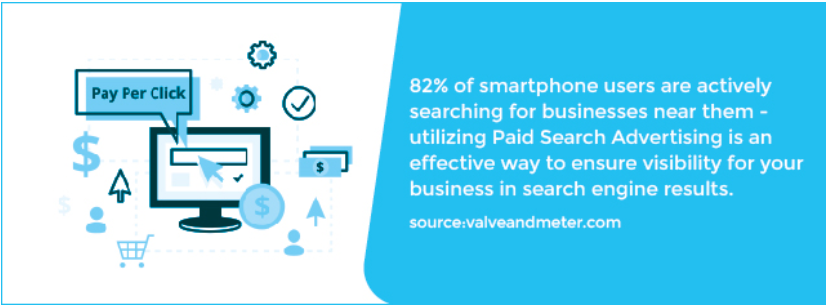 Pay Per Click
$
$
$
$
82% of smartphone users are actively
searching for businesses near them -
utilizing Paid Search Advertising is an
effective way to ensure visibility for your
business in search engine results.
source:valveandmeter.com